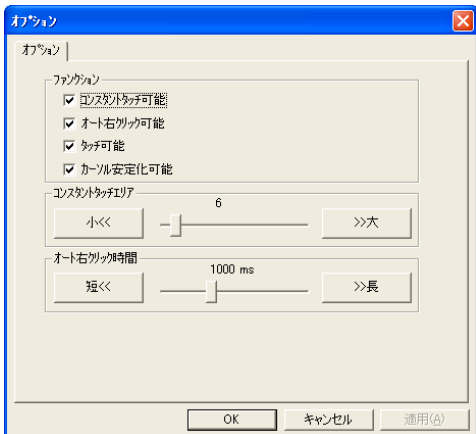 オプション
オプション
ファンクション
コンスタントタッチ可能
オート右クリック可能
タッチ可能
カーソル安定化可能
コンスタントタッチエリア
6
小<<
>>大
オート右クリック時間
1000 ms
短<<
>>長
OK
キャンセル
適用(A)